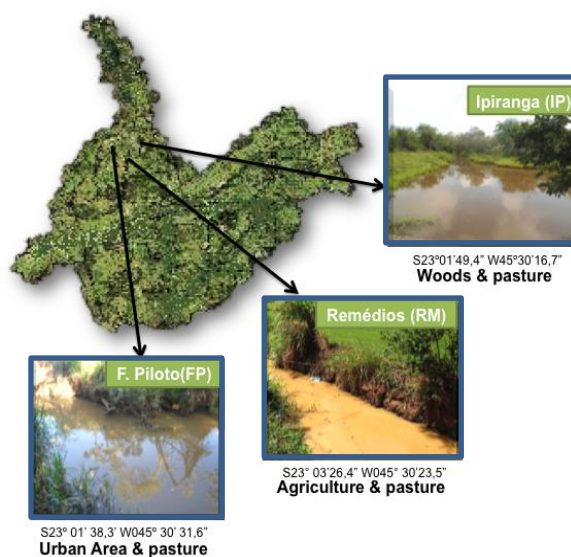 Ipiranga (IP)
S23º01'49,4" W45º30'16,7"
Woods & pasture
Remédios (RM)
S23° 03'26,4" W045° 30'23,5"
Agriculture & pasture
F. Piloto(FP)
S23º 01' 38,3' W045º 30' 31,6"
Urban Area & pasture